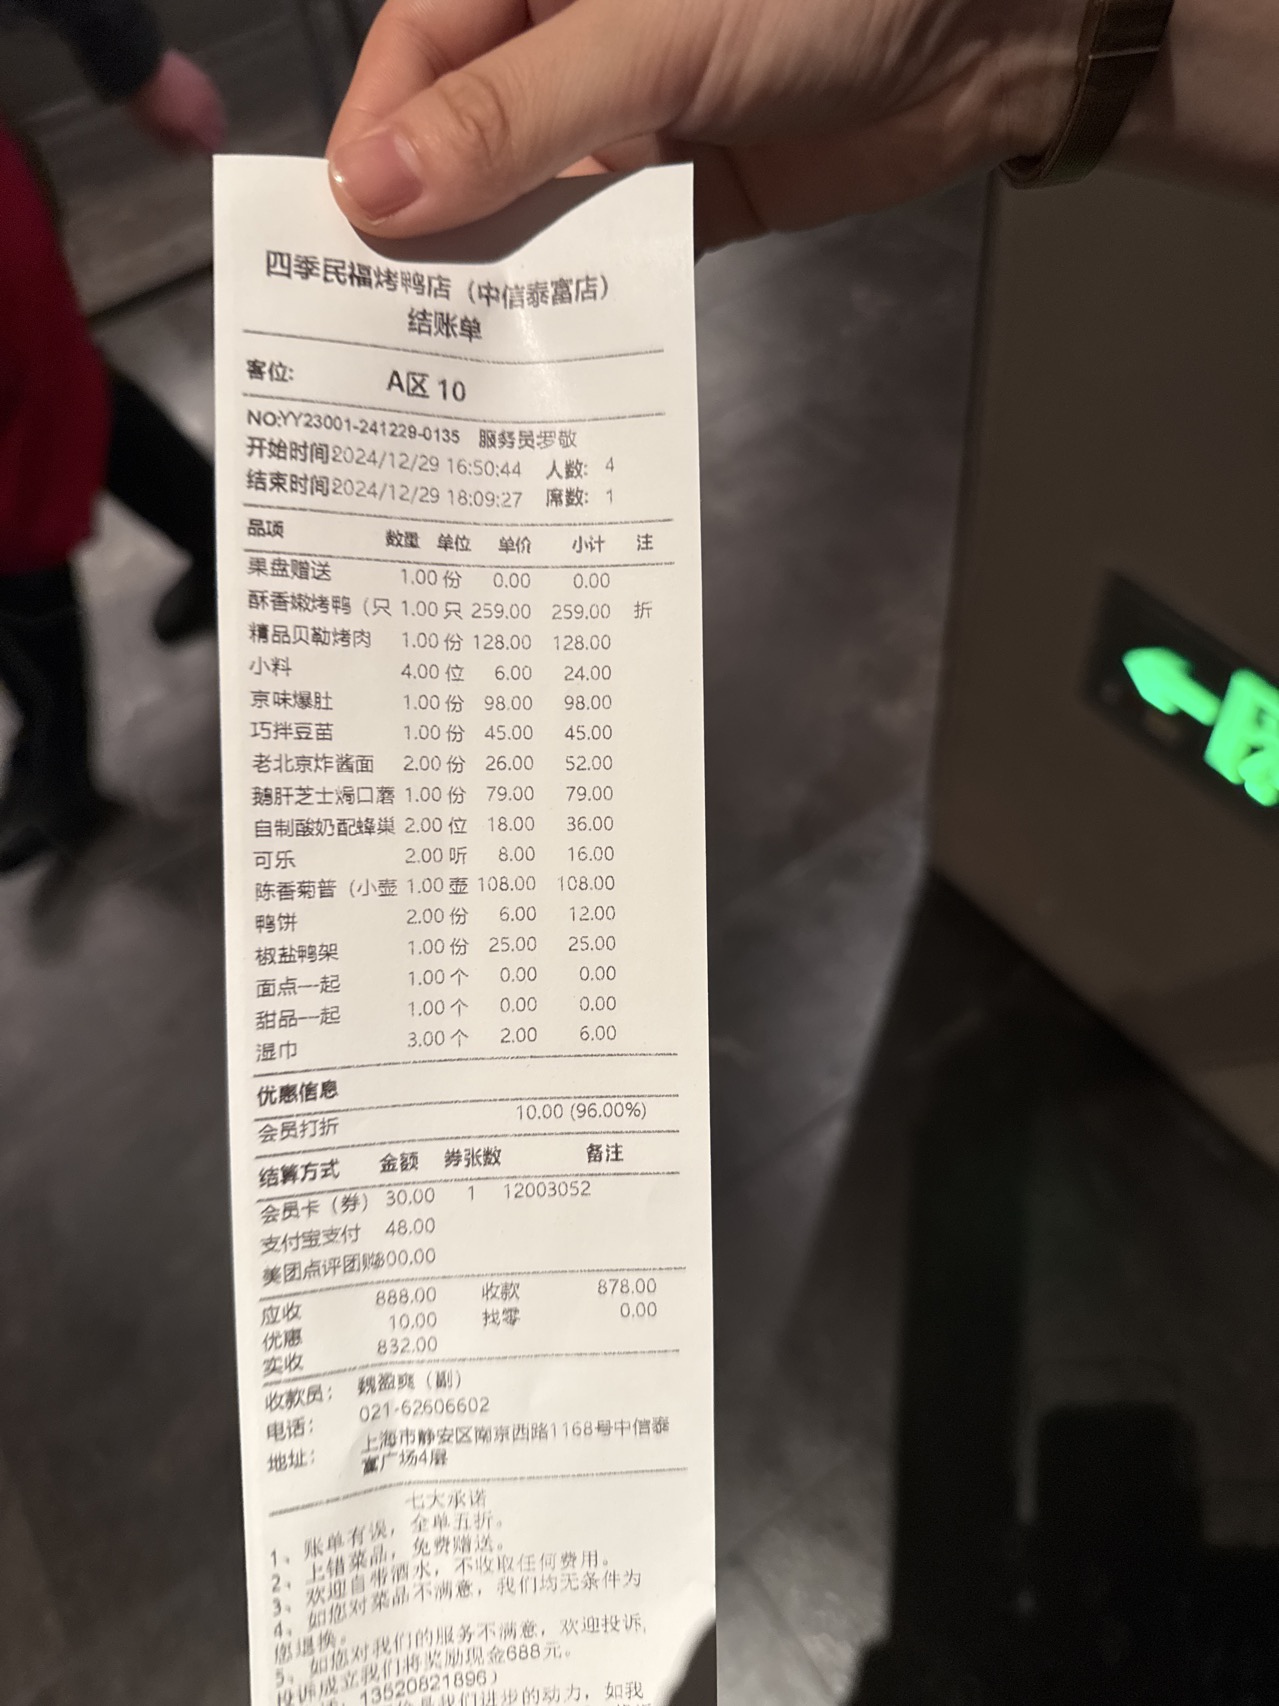 四季民福烤鸭店（中信泰富店）
结账单
客位: A区 10
NO:YY23001-241229-0135 服务员罗敬
开始时间2024/12/29 16:50:44 人数: 4
结束时间2024/12/29 18:09:27 席数: 1
品项 数量 单位 单价 小计 注
果盘赠送 1.00 份 0.00 0.00
酥香嫩烤鸭（只 1.00 只 259.00 259.00 折
精品贝勒烤肉 1.00 份 128.00 128.00
小料 4.00 位 6.00 24.00
京味爆肚 1.00 份 98.00 98.00
巧拌豆苗 1.00 份 45.00 45.00
老北京炸酱面 2.00 份 26.00 52.00
鹅肝芝士焗口蘑 1.00 份 79.00 79.00
自制酸奶配蜂巢 2.00 位 18.00 36.00
可乐 2.00 听 8.00 16.00
陈香菊普（小壶 1.00 壶 108.00 108.00
鸭饼 2.00 份 6.00 12.00
椒盐鸭架 1.00 份 25.00 25.00
面点一起 1.00 个 0.00 0.00
甜品一起 1.00 个 0.00 0.00
湿巾 3.00 个 2.00 6.00
优惠信息
会员打折 10.00 (96.00%)
结算方式 金额 券张数 备注
会员卡（券） 30.00 1 12003052
支付宝支付 48.00
美团点评团购800.00
应收 888.00 收款 878.00
优惠 10.00 找零 0.00
实收 832.00
收款员: 魏盈爽（副）
电话: 021-62606602
地址: 上海市静安区南京西路1168号中信泰
富广场4层
七大承诺
1、账单有误，全单五折。
2、上错菜品，免费赠送。
3、欢迎自带酒水，不收取任何费用。
4、如您对菜品不满意，我们均无条件为
您退换。
5、如您对我们的服务不满意，欢迎投诉,
投诉成立我们将奖励现金688元。
13520821896）
是我们进步的动力，如我